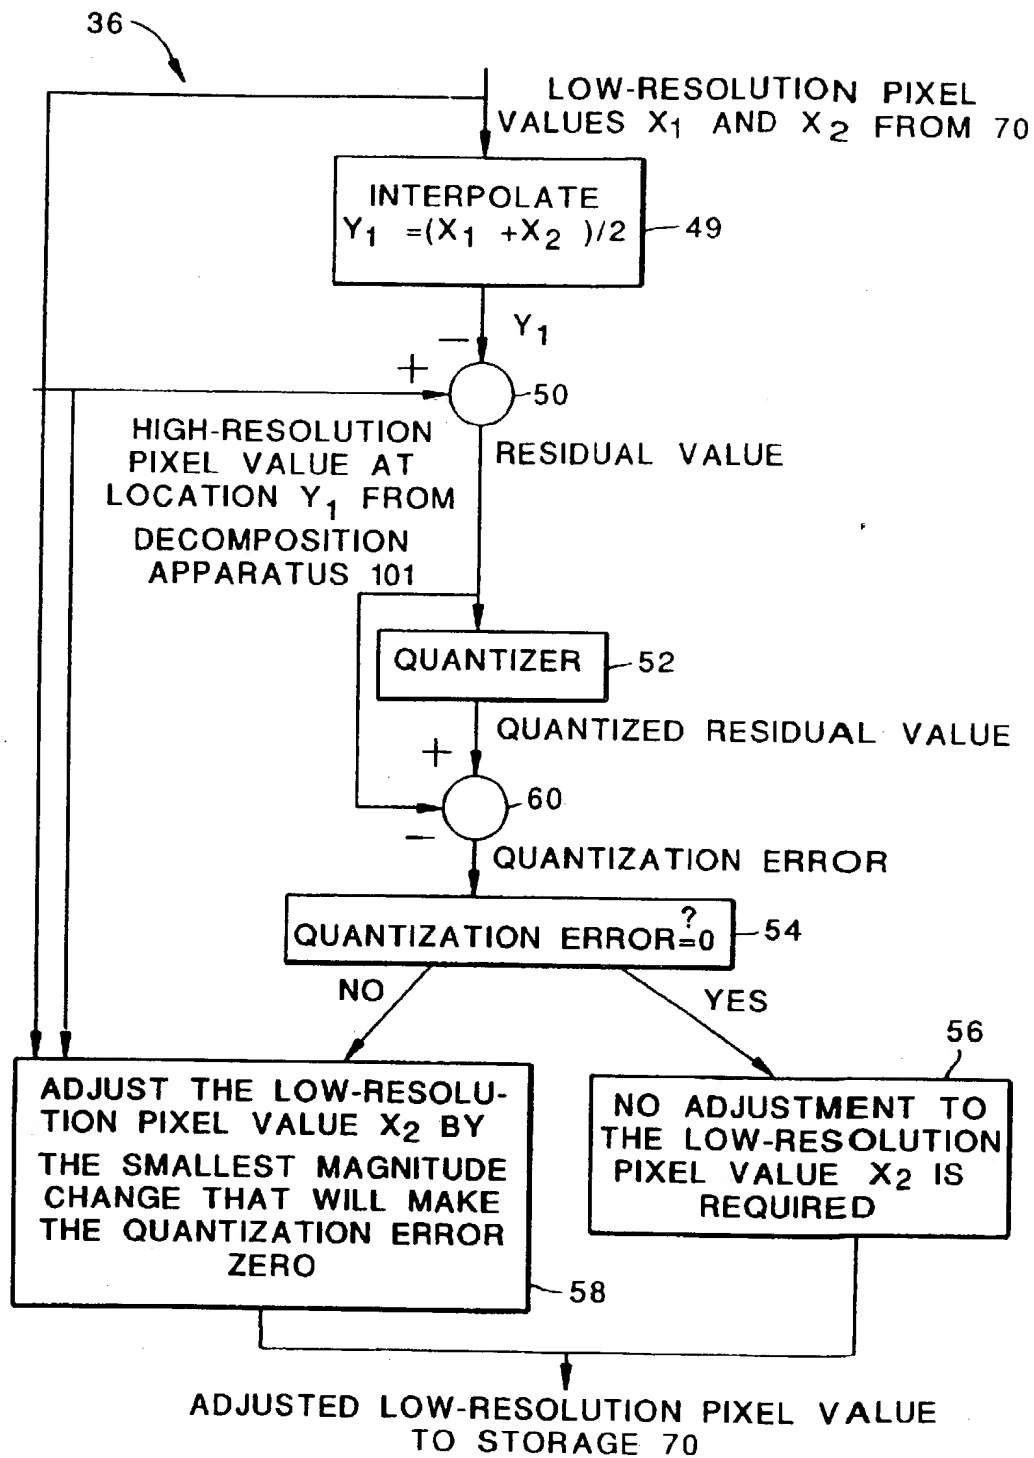 36
LOW-RESOLUTION PIXEL
VALUES X1 AND X2 FROM 70
INTERPOLATE
Y1 =(X1 +X2 )/2
49
− Y1
+
50
HIGH-RESOLUTION
PIXEL VALUE AT
LOCATION Y1 FROM
DECOMPOSITION
APPARATUS 101
RESIDUAL VALUE
QUANTIZER
52
QUANTIZED RESIDUAL VALUE
+
60
−
QUANTIZATION ERROR
?
QUANTIZATION ERROR=0
54
NO
YES
56
ADJUST THE LOW-RESOLU-
TION PIXEL VALUE X2 BY
THE SMALLEST MAGNITUDE
CHANGE THAT WILL MAKE
THE QUANTIZATION ERROR
ZERO
58
NO ADJUSTMENT TO
THE LOW-RESOLUTION
PIXEL VALUE X2 IS
REQUIRED
ADJUSTED LOW-RESOLUTION PIXEL VALUE
TO STORAGE 70